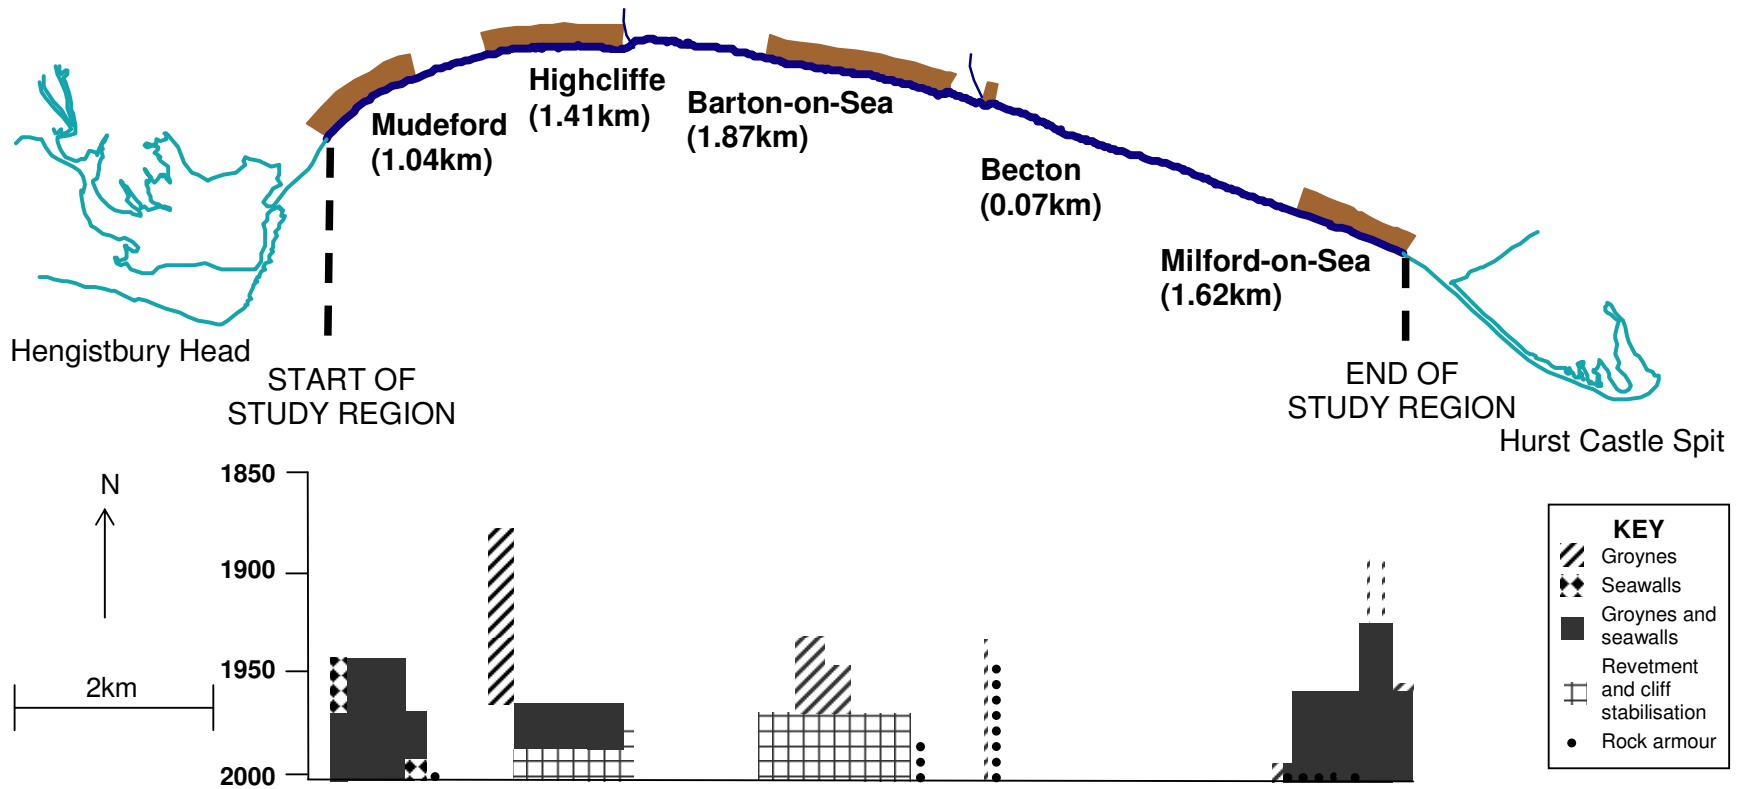 Highcliffe
(1.41km)
Barton-on-Sea
(1.87km)
Mudeford
(1.04km)
Becton
(0.07km)
Milford-on-Sea
(1.62km)
Hengistbury Head
START OF
STUDY REGION
END OF
STUDY REGION
Hurst Castle Spit
N
2km
1850
1900
1950
2000
KEY
Groynes
Seawalls
Groynes and
seawalls
Revetment
and cliff
stabilisation
Rock armour